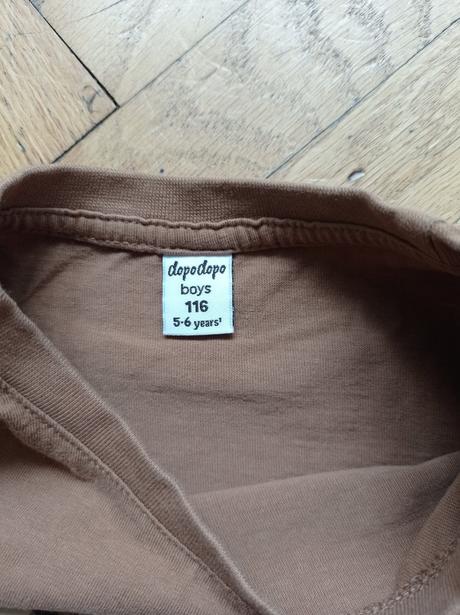 dopodopo
boys
116
5-6 years'